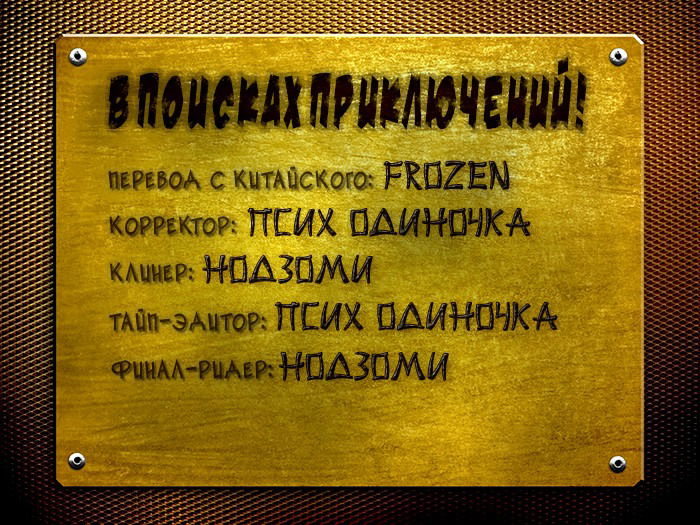 В ПОИСКАХ ПРИКЛЮЧЕНИЙ!
ПЕРЕВОД С КИТАЙСКОГО: FROZEN
КОРРЕКТОР: ПСИХ ОДИНОЧКА
КЛИНЕР: НОДЗОМИ
ТАЙП-ЭДИТОР: ПСИХ ОДИНОЧКА
ФИНАЛ-РИДЕР: НОДЗОМИ